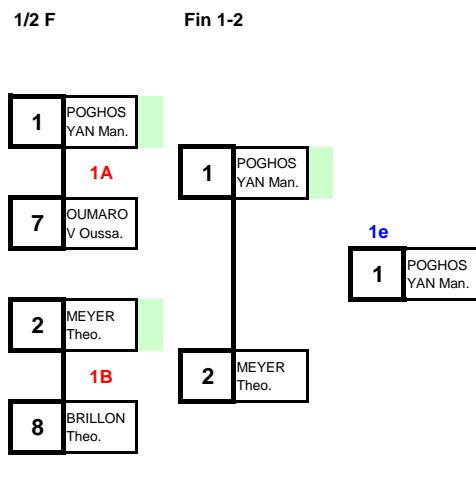 1/2 F
Fin 1-2
1
POGHOS
YAN Man.
1A
7
OUMARO
V Oussa.
2
MEYER
Theo.
1B
8
BRILLON
Theo.
1
POGHOS
YAN Man.
2
MEYER
Theo.
1e
1
POGHOS
YAN Man.